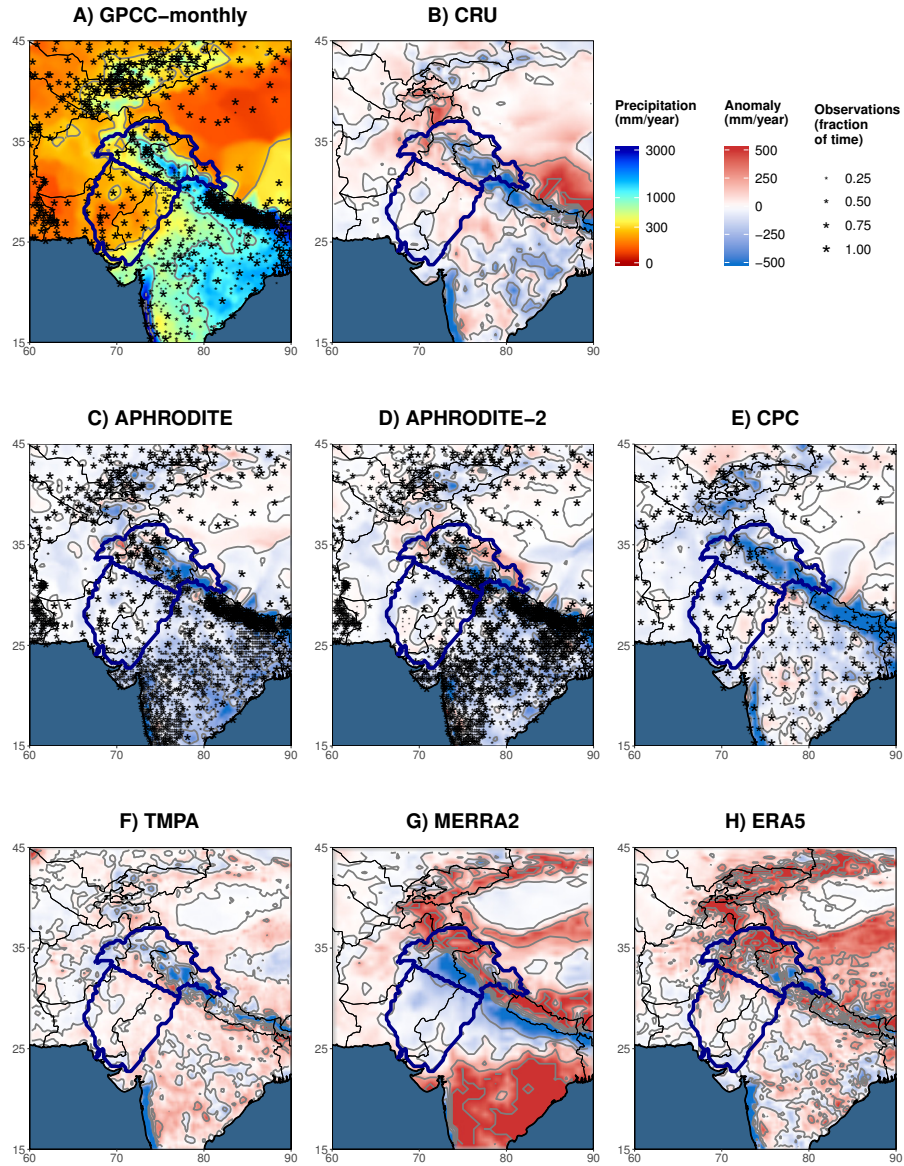 A) GPCC−monthly
B) CRU
45
35
25
15
60 70 80 90
45
35
25
15
60 70 80 90
Precipitation
(mm/year)
3000
1000
300
0
Anomaly
(mm/year)
500
250
0
−250
−500
Observations
(fraction
of time)
0.25
0.50
0.75
1.00
C) APHRODITE
D) APHRODITE−2
E) CPC
45
35
25
15
60 70 80 90
45
35
25
15
60 70 80 90
45
35
25
15
60 70 80 90
F) TMPA
G) MERRA2
H) ERA5
45
35
25
15
60 70 80 90
45
35
25
15
60 70 80 90
45
35
25
15
60 70 80 90